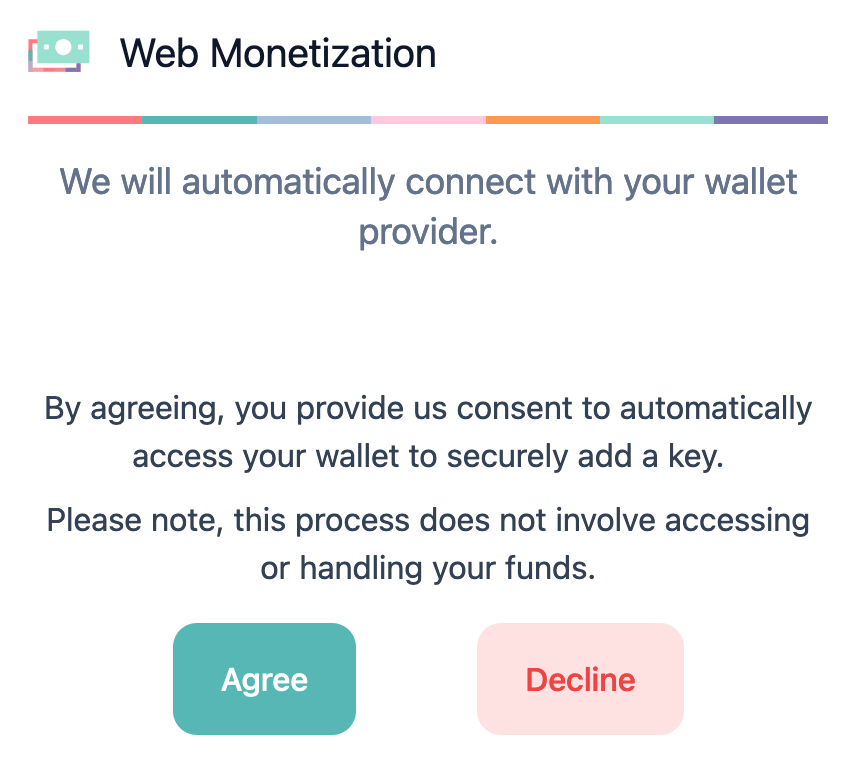 Web Monetization
We will automatically connect with your wallet
provider.
By agreeing, you provide us consent to automatically
access your wallet to securely add a key.
Please note, this process does not involve accessing
or handling your funds.
Agree
Decline